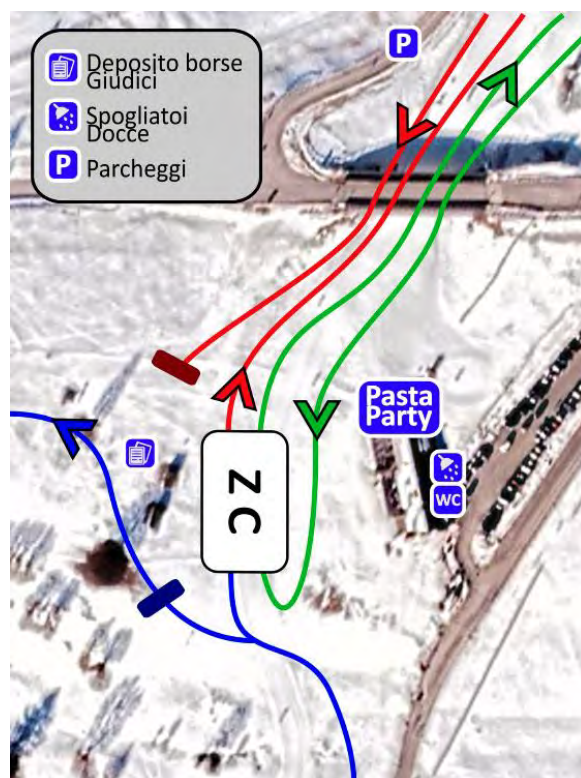 Deposito borse
Giudici
Spogliatoi
Docce
P Parcheggi
P
Pasta
Party
WC
ZC